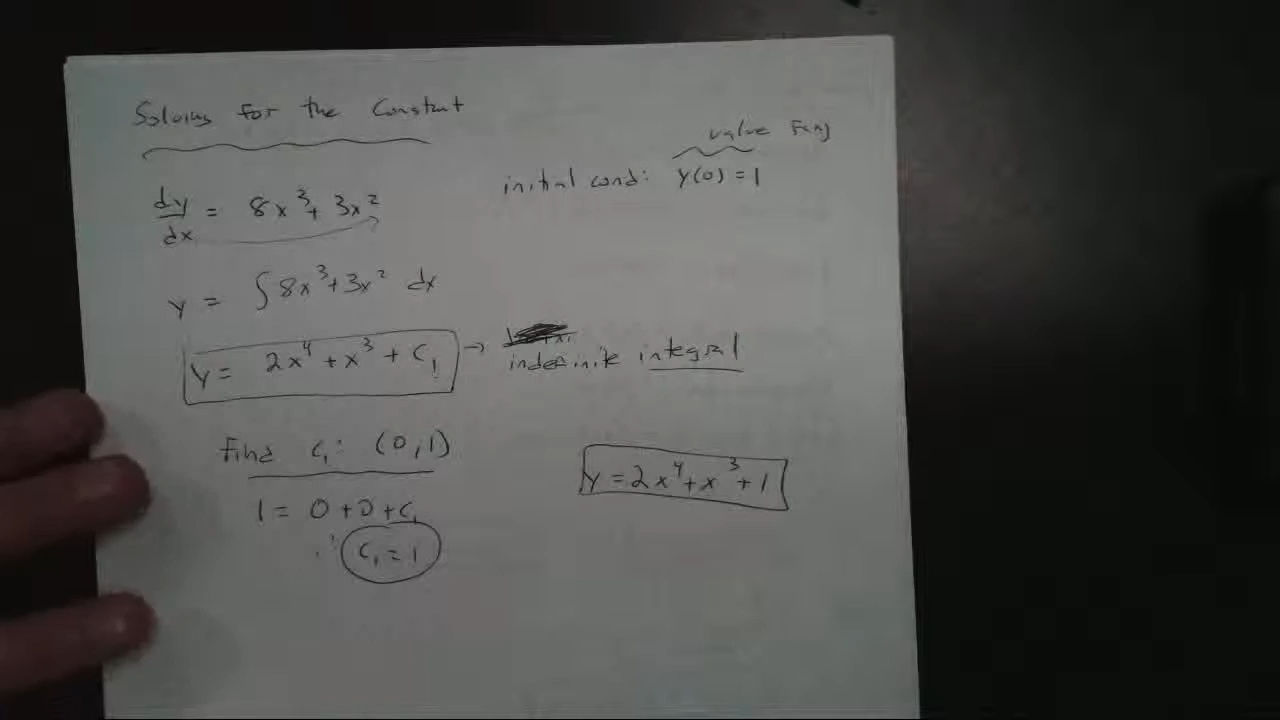 Solving for the Constant
value
initial cond: y(0) = 1
dy/dx = 8x³ + 3x²
y = ∫ 8x³ + 3x² dx
y = 2x⁴ + x³ + C₁ → indefinite integral
Find C₁: (0, 1)
1 = 0 + 0 + C₁
∴ C₁ = 1
y = 2x⁴ + x³ + 1